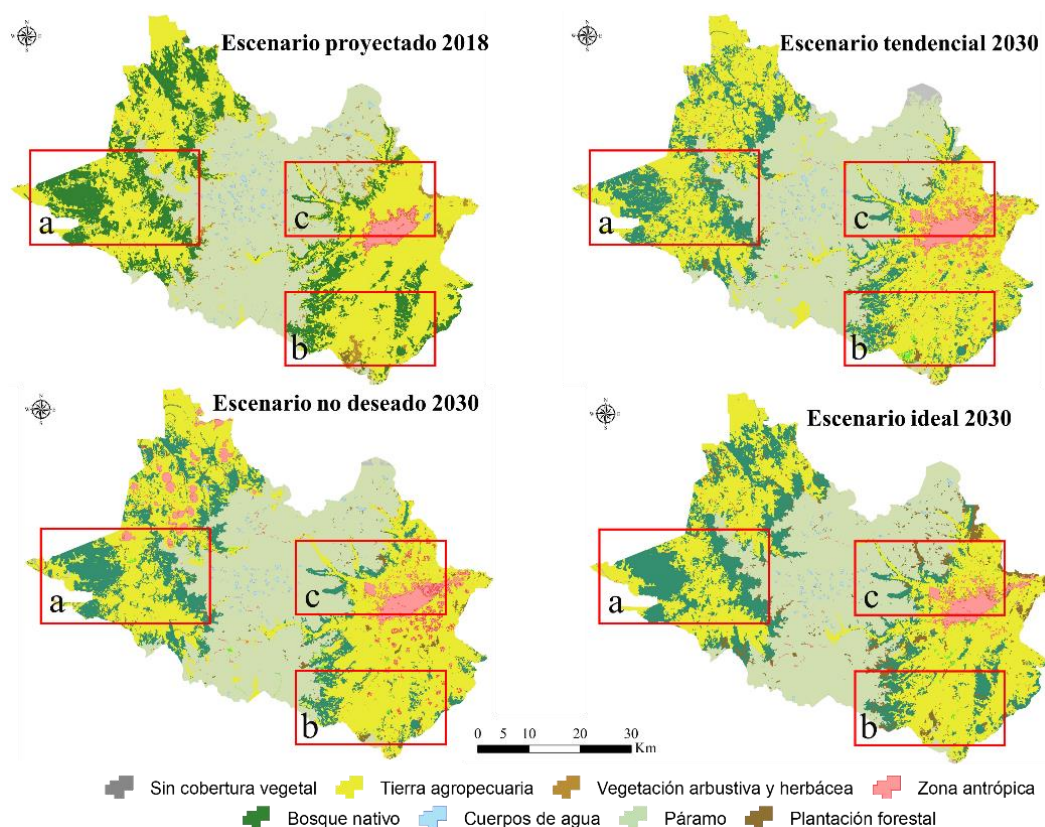 Escenario proyectado 2018
Escenario tendencial 2030
a
c
b
a
c
b
Escenario no deseado 2030
Escenario ideal 2030
a
c
b
a
c
b
0 5 10 20 30
Km
Sin cobertura vegetal Tierra agropecuaria Vegetación arbustiva y herbácea Zona antrópica
Bosque nativo Cuerpos de agua Páramo Plantación forestal